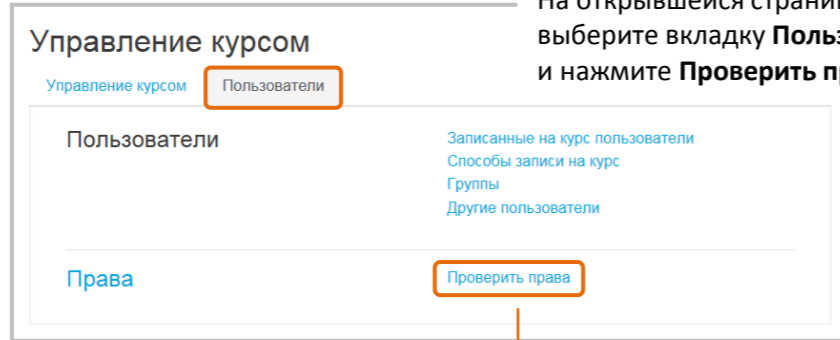 На открывшейся
выберите вкладку
и нажмите Проверить
Управление курсом
Управление курсом Пользователи
Пользователи
Записанные на курс пользователи
Способы записи на курс
Группы
Другие пользователи
Права
Проверить права